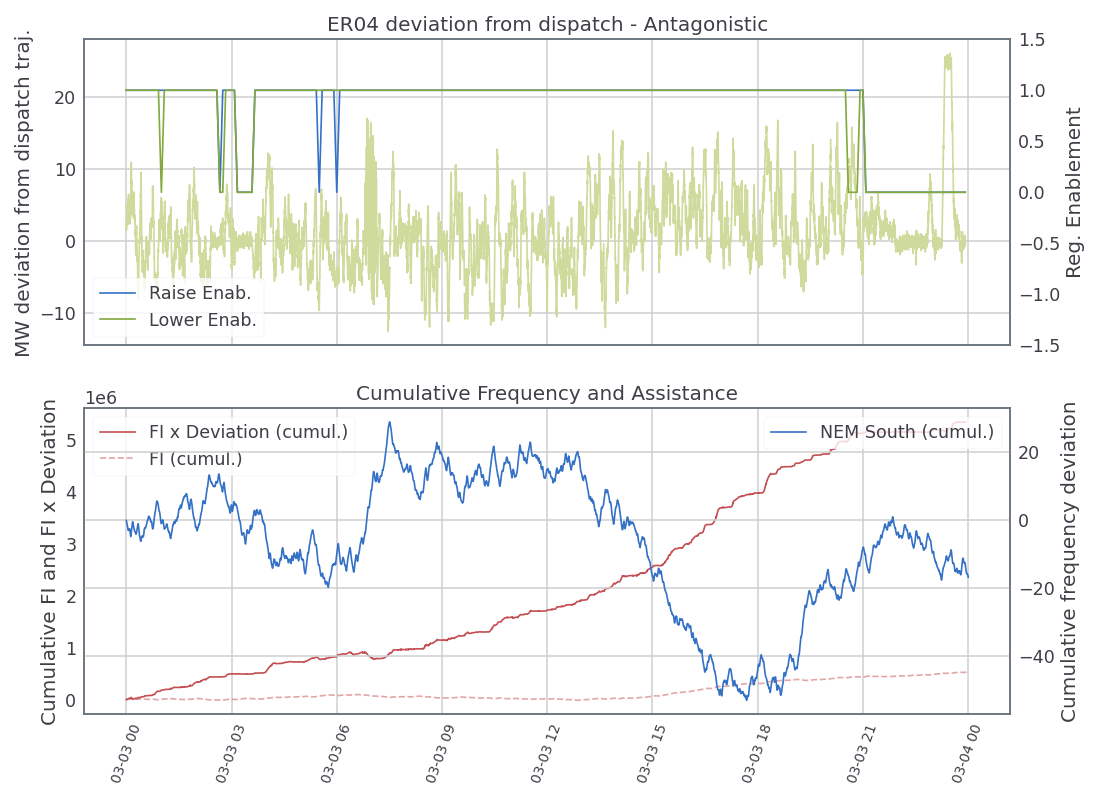 ER04 deviation from dispatch - Antagonistic
MW deviation from dispatch traj.
20
10
0
−10
1.5
1.0
0.5
0.0
−0.5
−1.0
−1.5
Reg. Enablement
Raise Enab.
Lower Enab.
Cumulative Frequency and Assistance
1e6
Cumulative FI and FI x Deviation
5
4
3
2
1
0
20
0
−20
−40
Cumulative frequency deviation
FI x Deviation (cumul.)
FI (cumul.)
NEM South (cumul.)
03-03 00
03-03 03
03-03 06
03-03 09
03-03 12
03-03 15
03-03 18
03-03 21
03-04 00